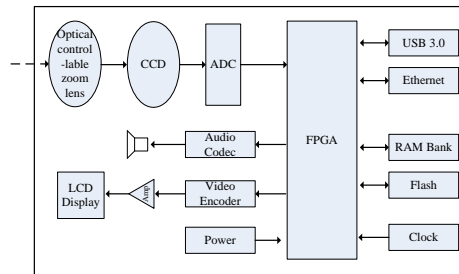 Optical
control
-lable
zoom
lens
CCD
ADC
FPGA
USB 3.0
Ethernet
RAM Bank
Flash
Clock
Audio
Codec
Video
Encoder
Amp
LCD
Display
Power